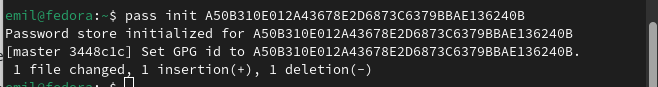 emil@fedora:~$ pass init A50B310E012A43678E2D6873C6379BBAE136240B
Password store initialized for A50B310E012A43678E2D6873C6379BBAE136240B
[master 3448c1c] Set GPG id to A50B310E012A43678E2D6873C6379BBAE136240B.
 1 file changed, 1 insertion(+), 1 deletion(-)
emil@fedora:~$